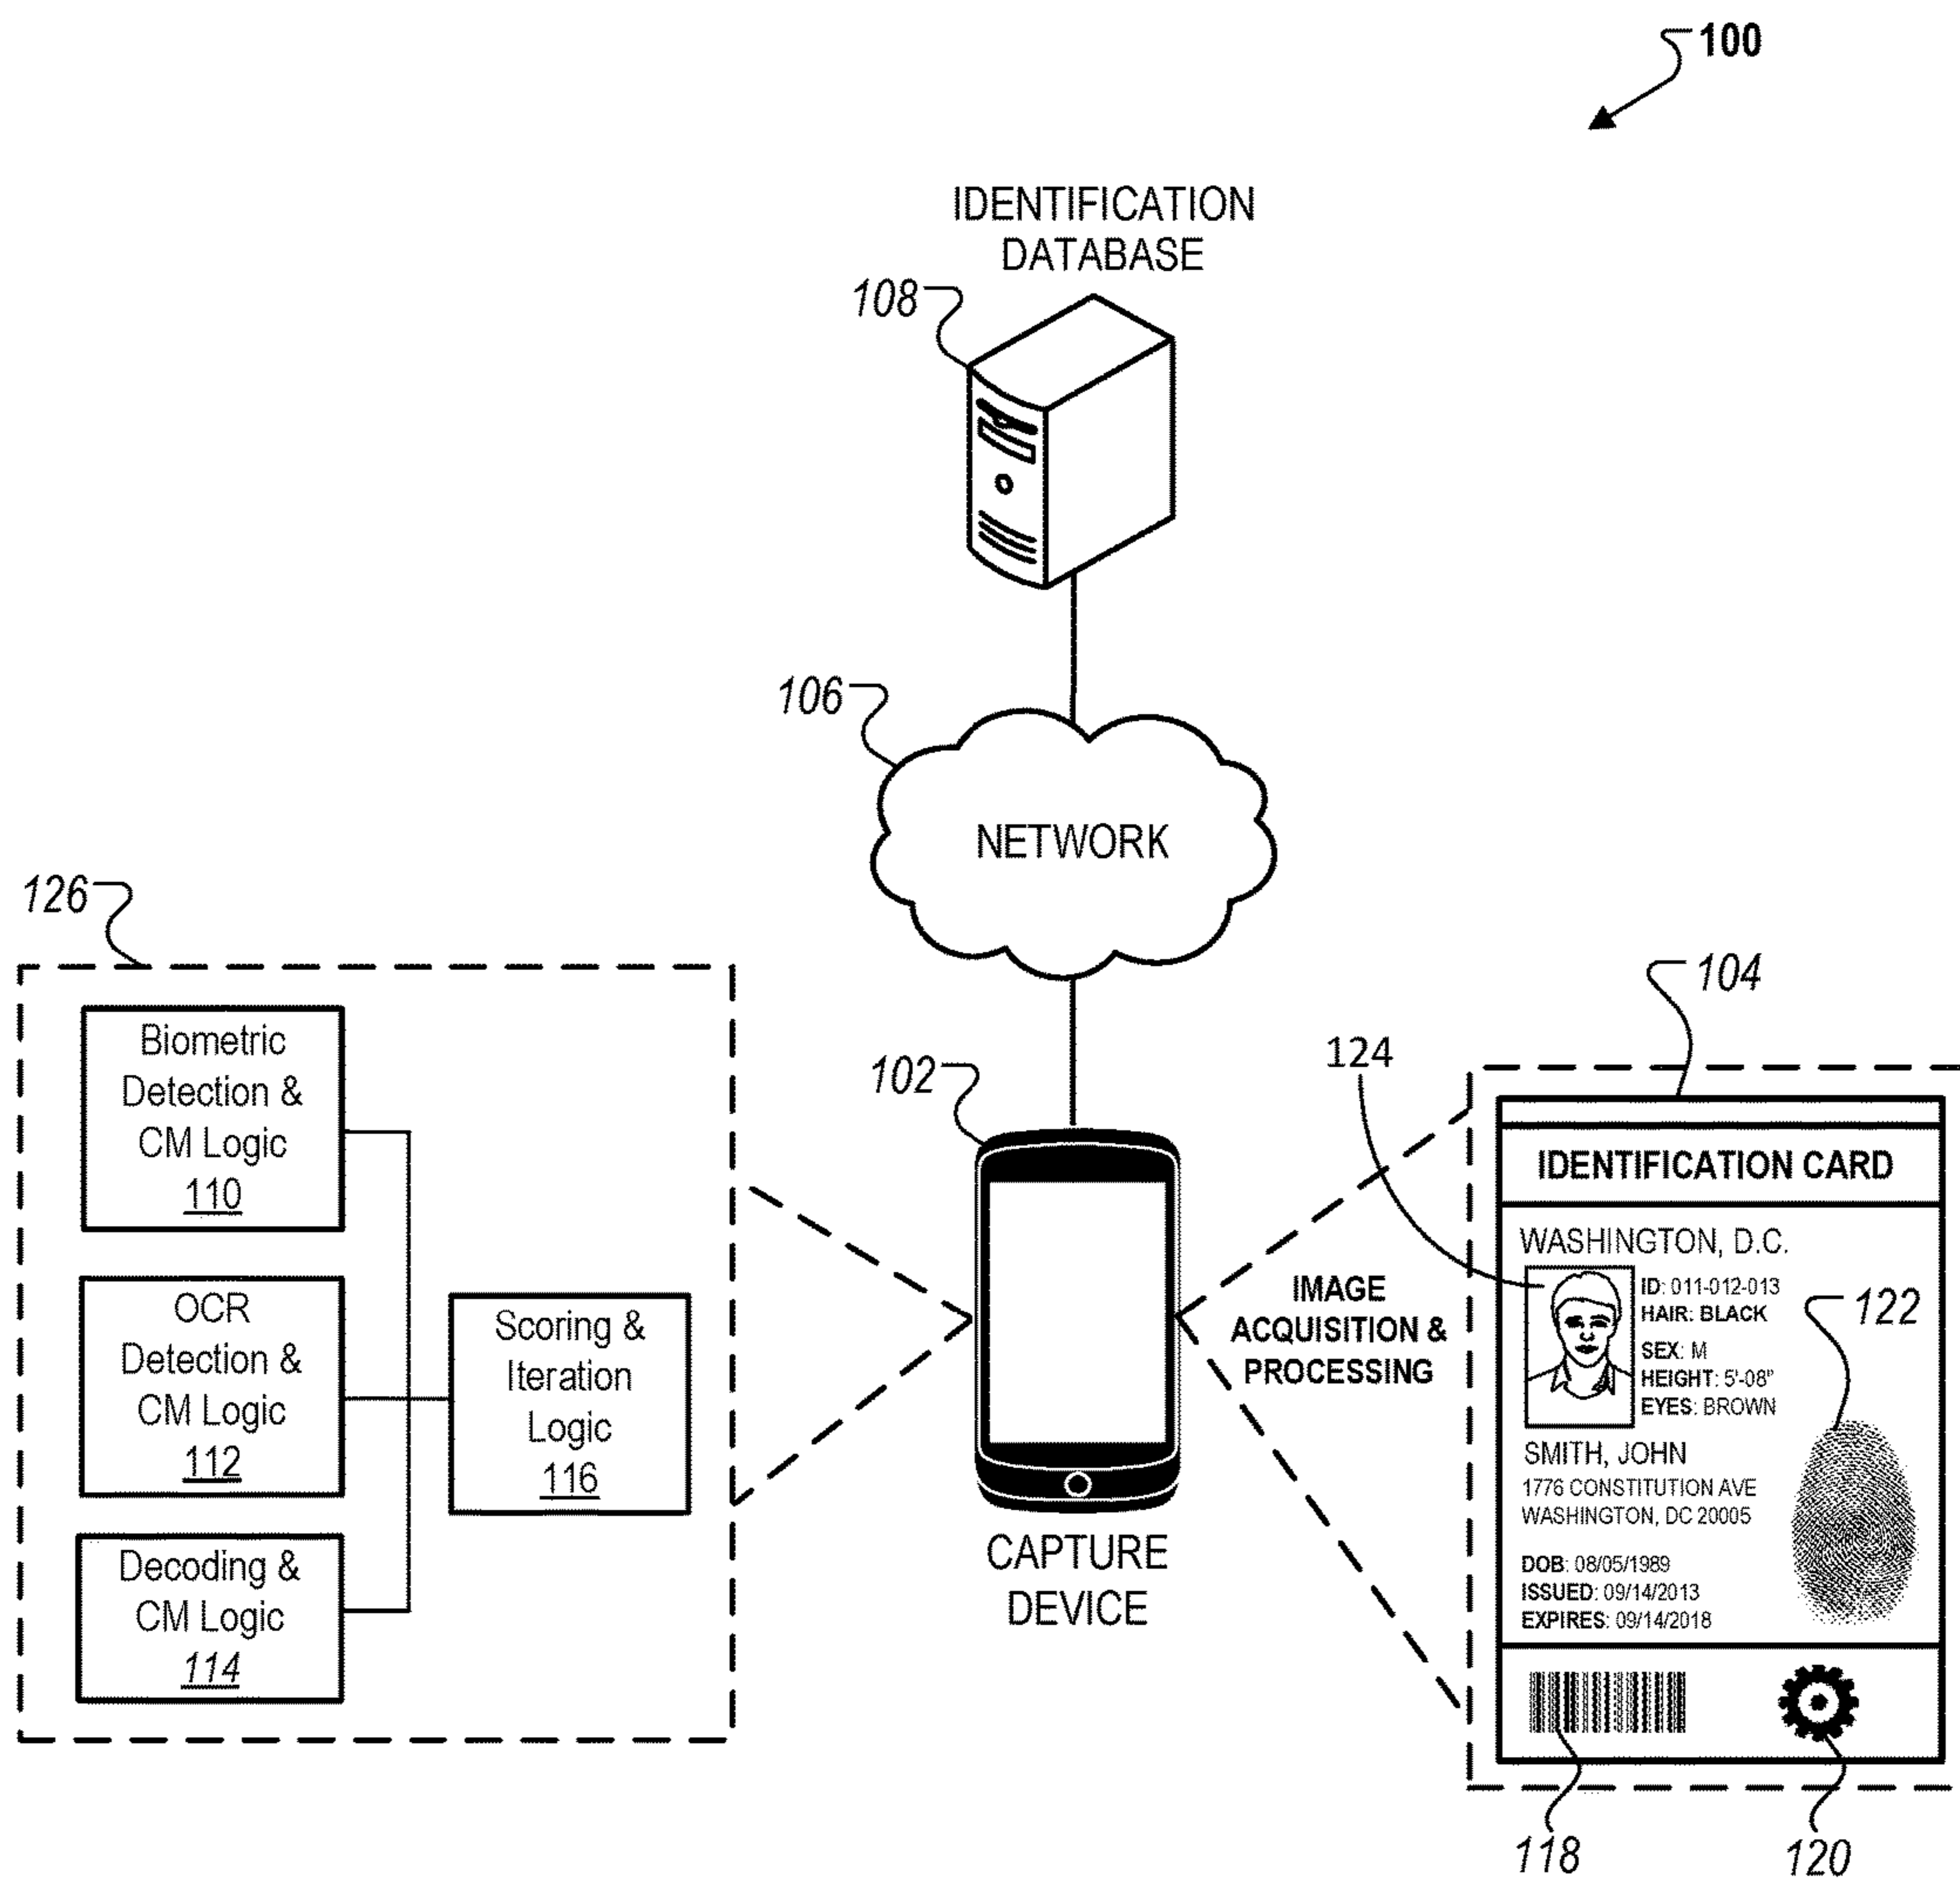 100
IDENTIFICATION
DATABASE
108
106
NETWORK
126
Biometric
Detection &
CM Logic
110
OCR
Detection &
CM Logic
112
Decoding &
CM Logic
114
Scoring &
Iteration
Logic
116
102
CAPTURE
DEVICE
IMAGE
ACQUISITION &
PROCESSING
124
104
IDENTIFICATION CARD
WASHINGTON, D.C.
ID: 011-012-013
HAIR: BLACK
SEX: M
HEIGHT: 5'-08"
EYES: BROWN
122
SMITH, JOHN
1776 CONSTITUTION AVE
WASHINGTON, DC 20005
DOB: 08/05/1989
ISSUED: 09/14/2013
EXPIRES: 09/14/2018
118
120